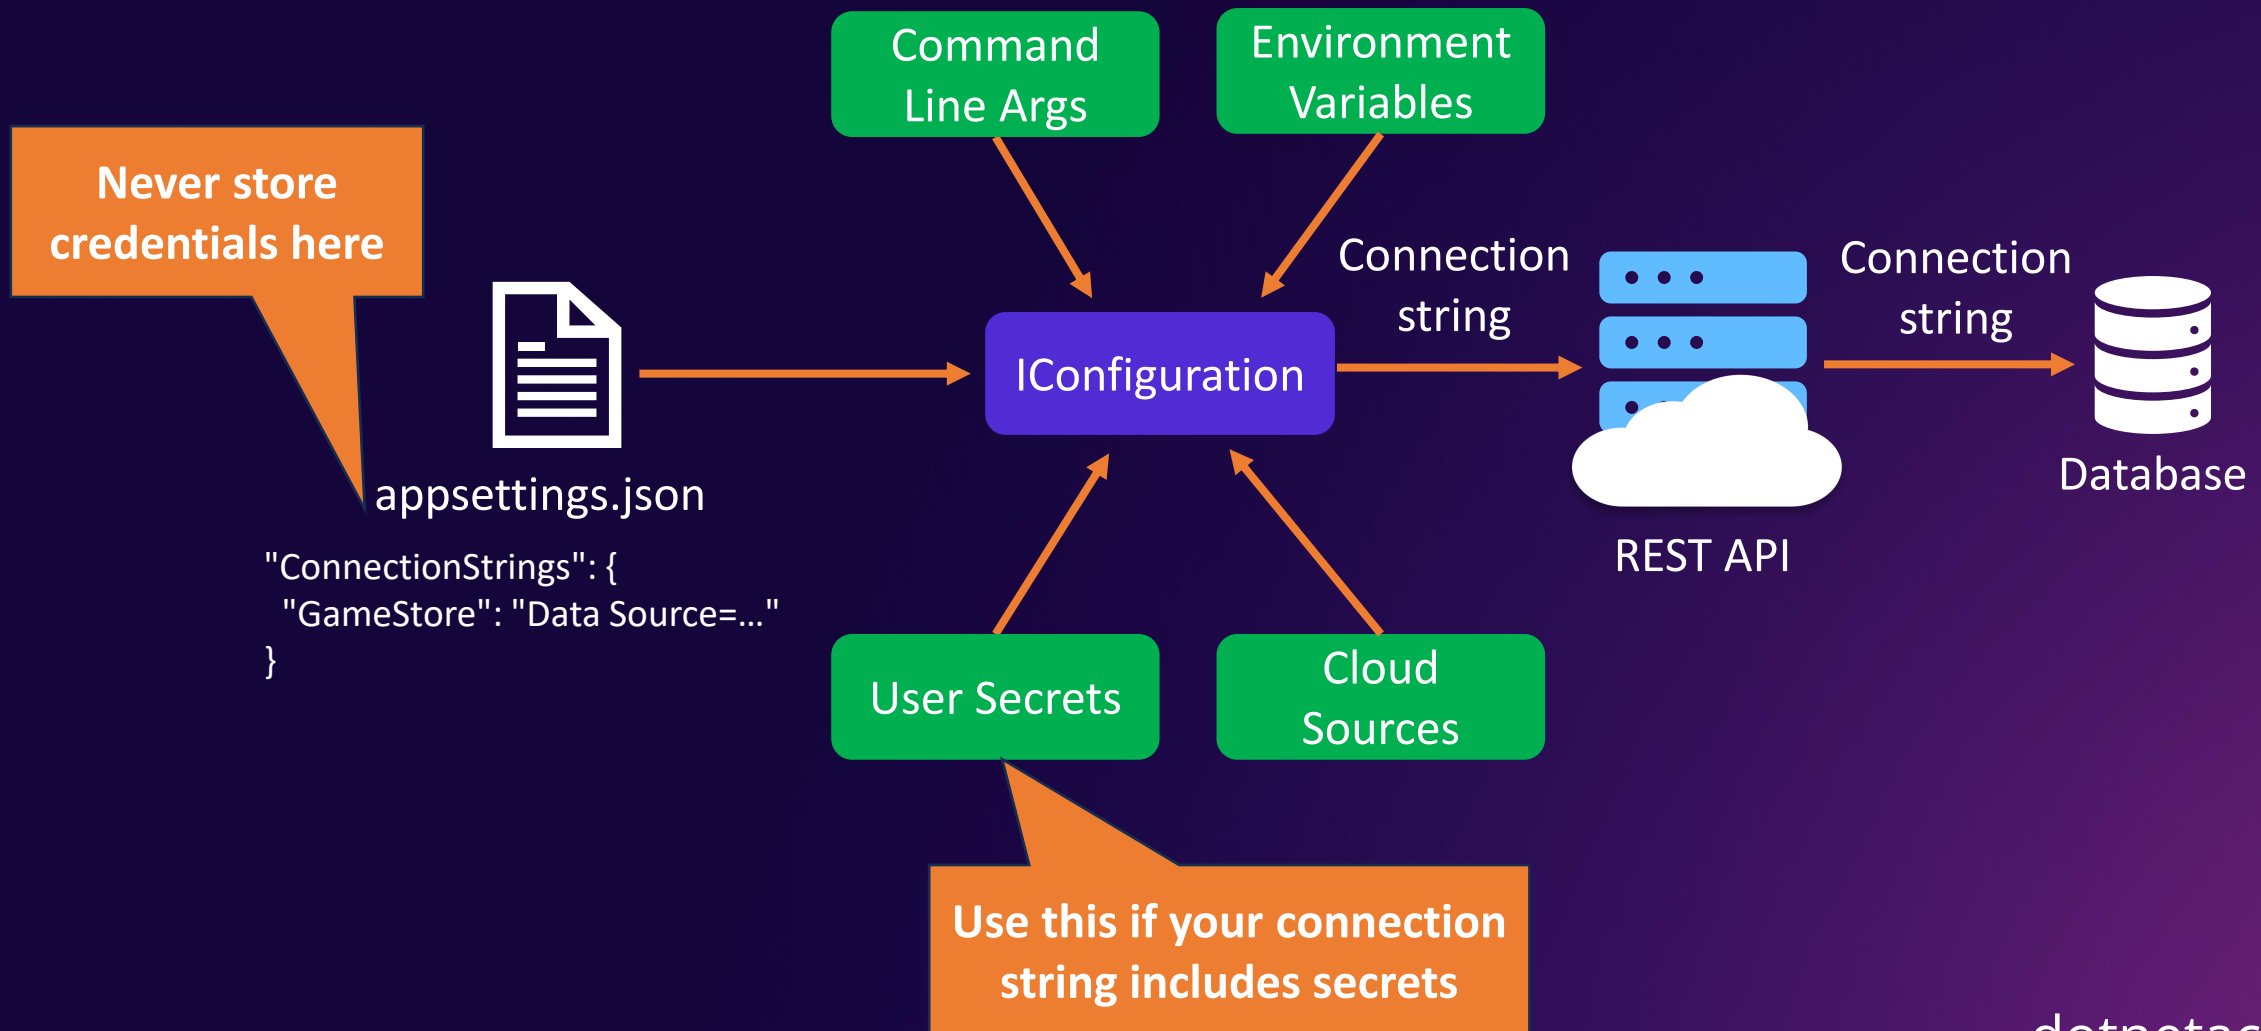 Command
Line Args
Environment
Variables
Never store
credentials here
Connection
string
Connection
string
IConfiguration
appsettings.json
Database
REST API
"ConnectionStrings": {
"GameStore": "Data Source=…"
}
User Secrets
Cloud
Sources
Use this if your connection
string includes secrets